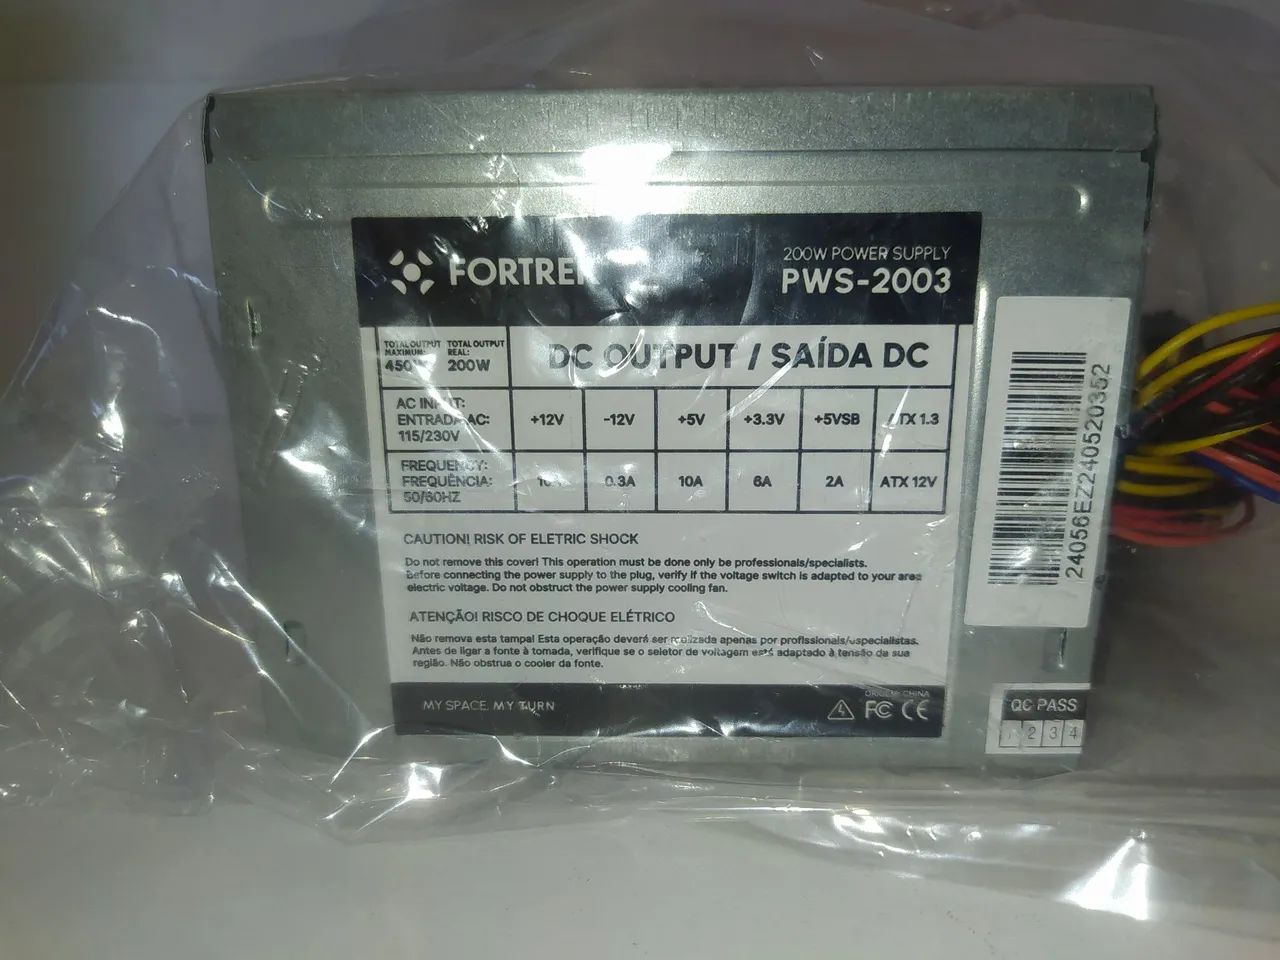 200W POWER SUPPLY
PWS-2003
TOTAL OUTPUT MAXIMUM:
TOTAL OUTPUT REAL: 200W
DC OUTPUT / SAÍDA DC
AC INPUT:
ENTRADA AC:
115/230V
+12V -12V +5V +3.3V +5VSB ATX 1.3
FREQUENCY:
FREQUÊNCIA:
50/60HZ
0.3A 10A 6A 2A ATX 12V
CAUTION! RISK OF ELETRIC SHOCK
Do not remove this cover! This operation must be done only be professionals/specialists.
Before connecting the power supply to the plug, verify if the voltage switch is adapted to your area
electric voltage. Do not obstruct the power supply cooling fan.
ATENÇÃO! RISCO DE CHOQUE ELÉTRICO
Não remova esta tampa! Esta operação deverá ser realizada apenas por profissionais/especialistas.
Antes de ligar a fonte à tomada, verifique se o seletor de voltagem está adaptado à tensão da sua
região. Não obstrua o cooler da fonte.
MY SPACE. MY TURN
ORIGEM: CHINA
FC CE
24056EZ240520352
QC PASS
1 2 3 4